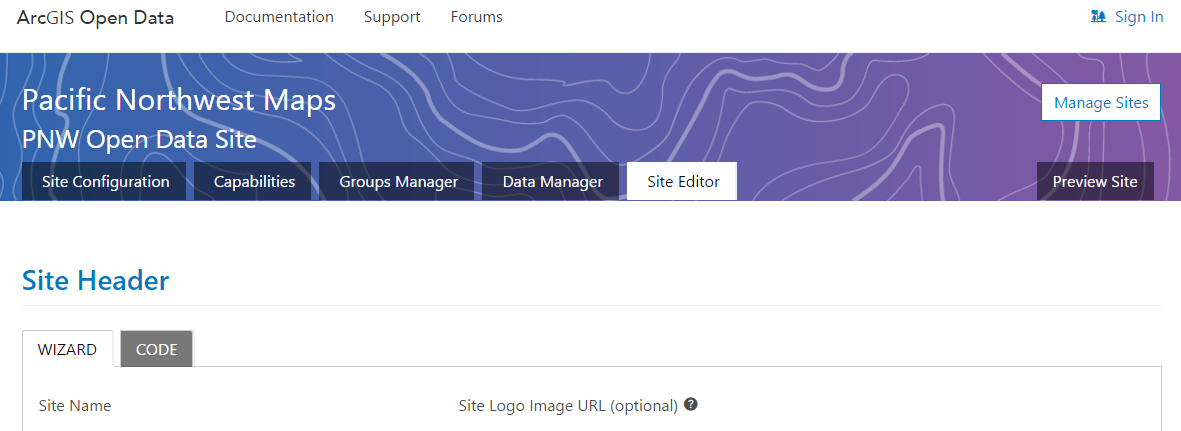 ArcGIS Open Data Documentation Support Forums Sign In
Pacific Northwest Maps
Manage Sites
PNW Open Data Site
Site Configuration Capabilities Groups Manager Data Manager Site Editor Preview Site
Site Header
WIZARD CODE
Site Name Site Logo Image URL (optional) ?